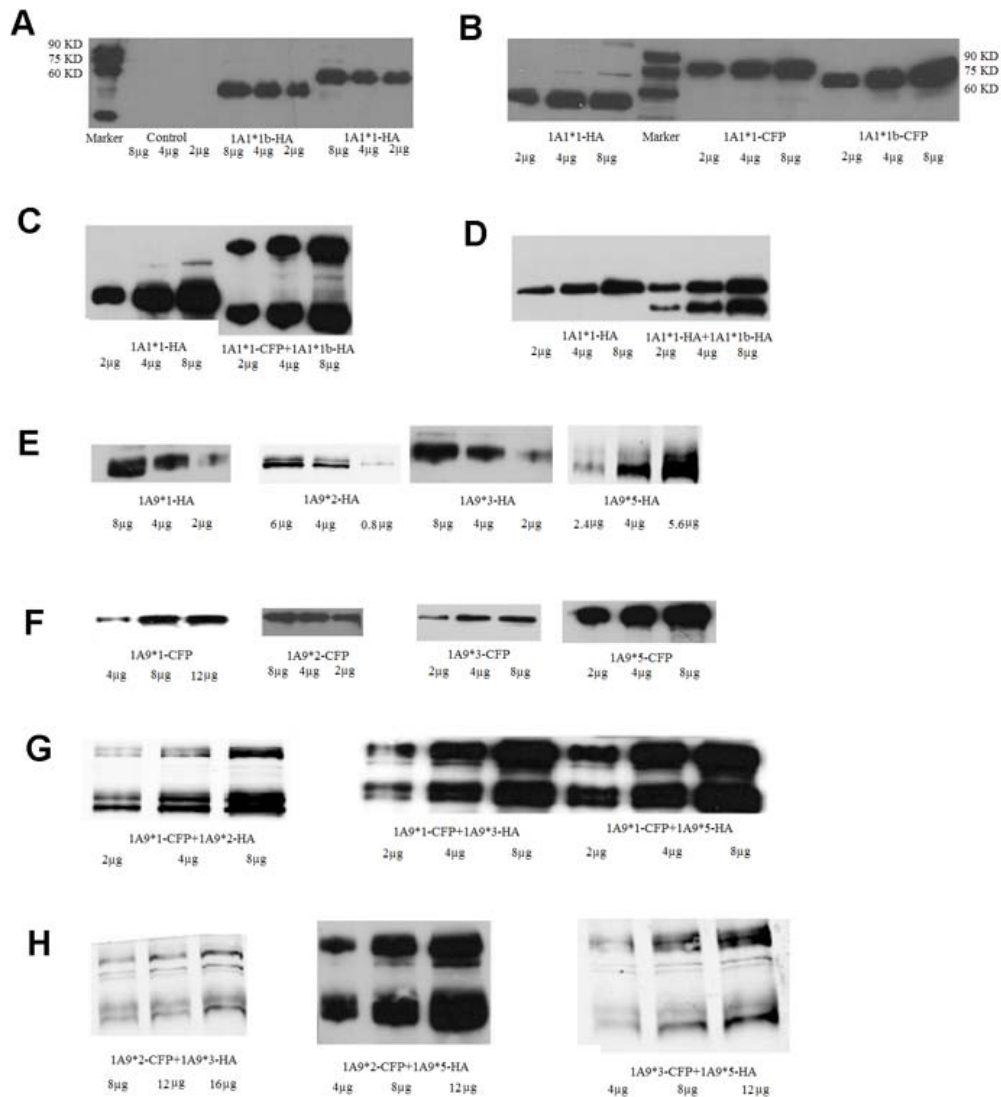 A
90 KD
75 KD
60 KD
Marker
Control
1A1*1b-HA
1A1*1-HA
8µg 4µg 2µg 8µg 4µg 2µg 8µg 4µg 2µg
B
90 KD
75 KD
60 KD
1A1*1-HA
Marker
1A1*1-CFP
1A1*1b-CFP
2µg 4µg 8µg 2µg 4µg 8µg 2µg 4µg 8µg
C
1A1*1-HA
1A1*1-CFP+1A1*1b-HA
2µg 4µg 8µg 2µg 4µg 8µg
D
1A1*1-HA
1A1*1-HA+1A1*1b-HA
2µg 4µg 8µg 2µg 4µg 8µg
E
1A9*1-HA
1A9*2-HA
1A9*3-HA
1A9*5-HA
8µg 4µg 2µg 6µg 4µg 0.8µg 8µg 4µg 2µg 2.4µg 4µg 5.6µg
F
1A9*1-CFP
1A9*2-CFP
1A9*3-CFP
1A9*5-CFP
4µg 8µg 12µg 8µg 4µg 2µg 2µg 4µg 8µg 2µg 4µg 8µg
G
1A9*1-CFP+1A9*2-HA
1A9*1-CFP+1A9*3-HA
1A9*1-CFP+1A9*5-HA
2µg 4µg 8µg 2µg 4µg 8µg 2µg 4µg 8µg
H
1A9*2-CFP+1A9*3-HA
1A9*2-CFP+1A9*5-HA
1A9*3-CFP+1A9*5-HA
8µg 12µg 16µg 4µg 8µg 12µg 4µg 8µg 12µg